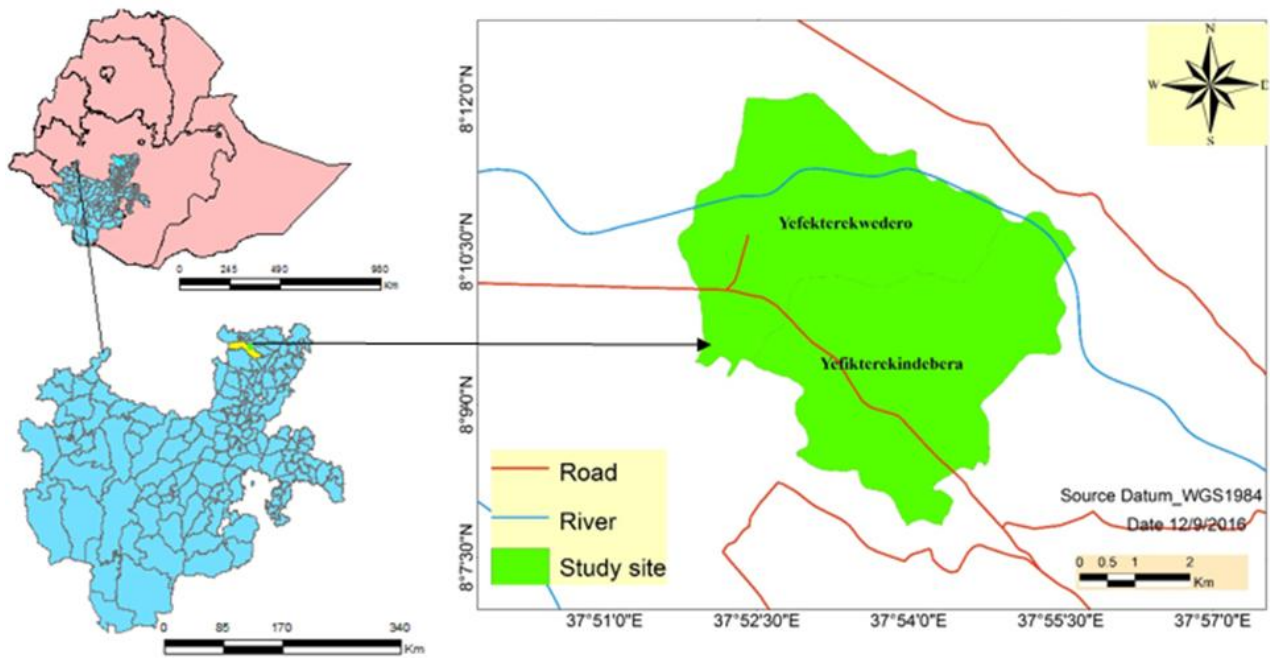 0 245 490 980
Km
0 85 170 340
Km
8°12'0"N
8°10'30"N
8°9'0"N
8°7'30"N
N
W E
S
Yefekterekwedero
Yefikterekindebera
Road
River
Study site
Source Datum_WGS1984
Date 12/9/2016
0 0.5 1 2
Km
37°51'0"E 37°52'30"E 37°54'0"E 37°55'30"E 37°57'0"E